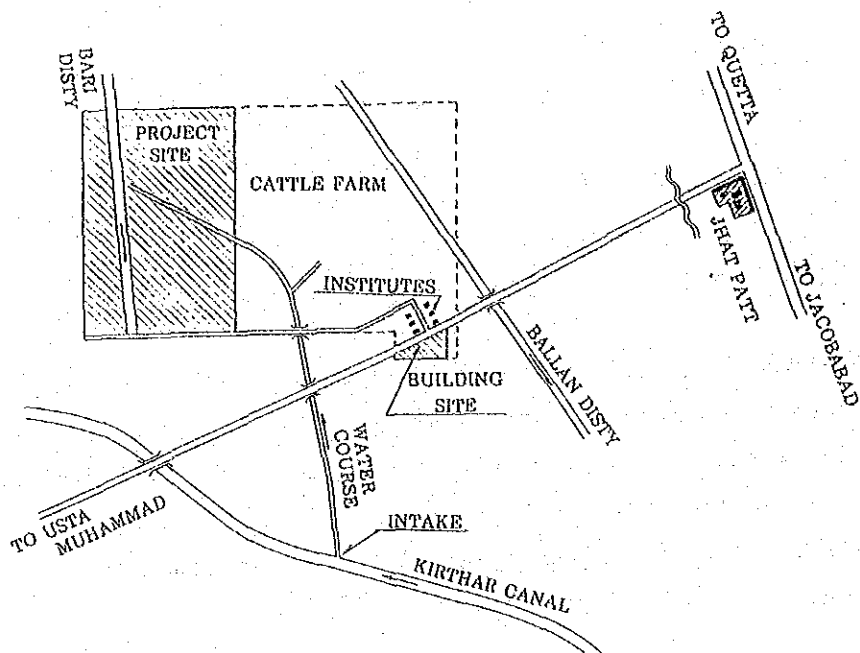 BARI
DISTY
TO QUETTA
PROJECT
SITE
CATTLE FARM
JHAT PATT
INSTITUTES
TO JACOBABAD
BALLAN DISTY
BUILDING
SITE
WATER
COURSE
TO USTA
MUHAMMAD
INTAKE
KIRTHAR CANAL